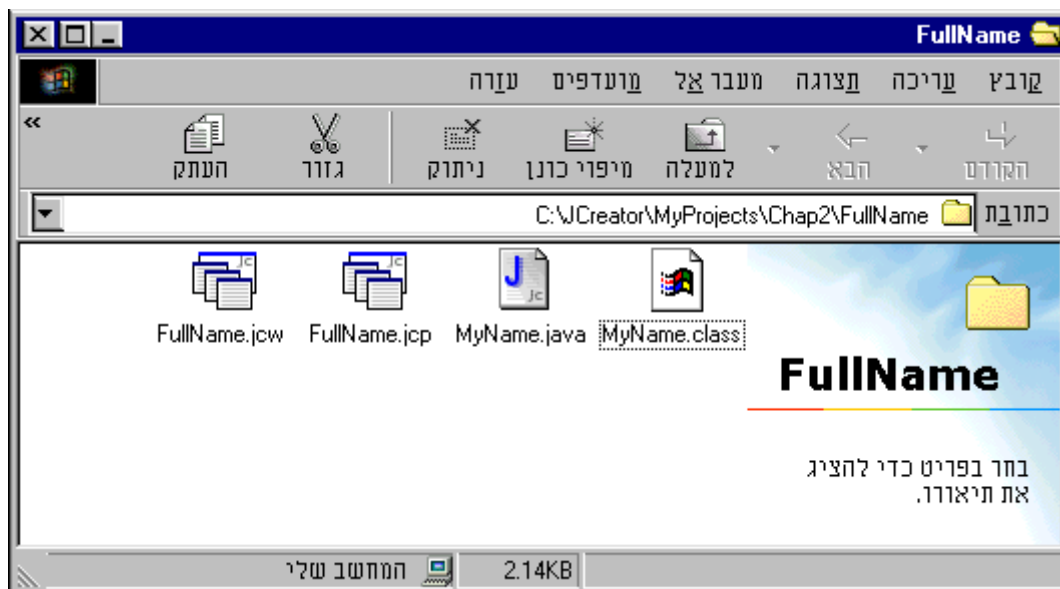 FullName
קובץ עריכה תצוגה מעבר אל מועדפים עזרה
הקודם הבא למעלה מיפוי כונן ניתוק גזור העתק »
כתובת C:\JCreator\MyProjects\Chap2\FullName
MyName.class MyName.java FullName.jcp FullName.jcw
FullName
בחר בפריט כדי להציג
את תיאורו.
2.14KB המחשב שלי